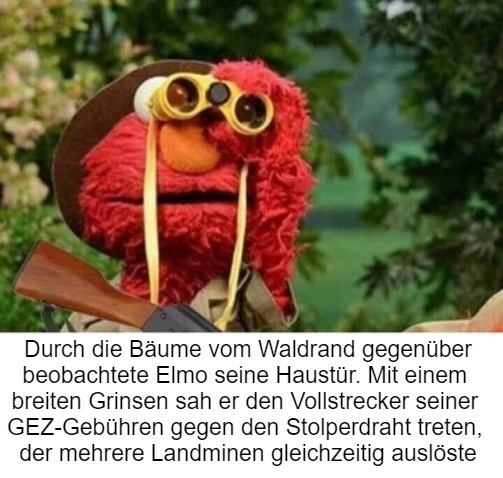 Durch die Bäume vom Waldrand gegenüber
beobachtete Elmo seine Haustür. Mit einem
breiten Grinsen sah er den Vollstrecker seiner
GEZ-Gebühren gegen den Stolperdraht treten,
der mehrere Landminen gleichzeitig auslöste